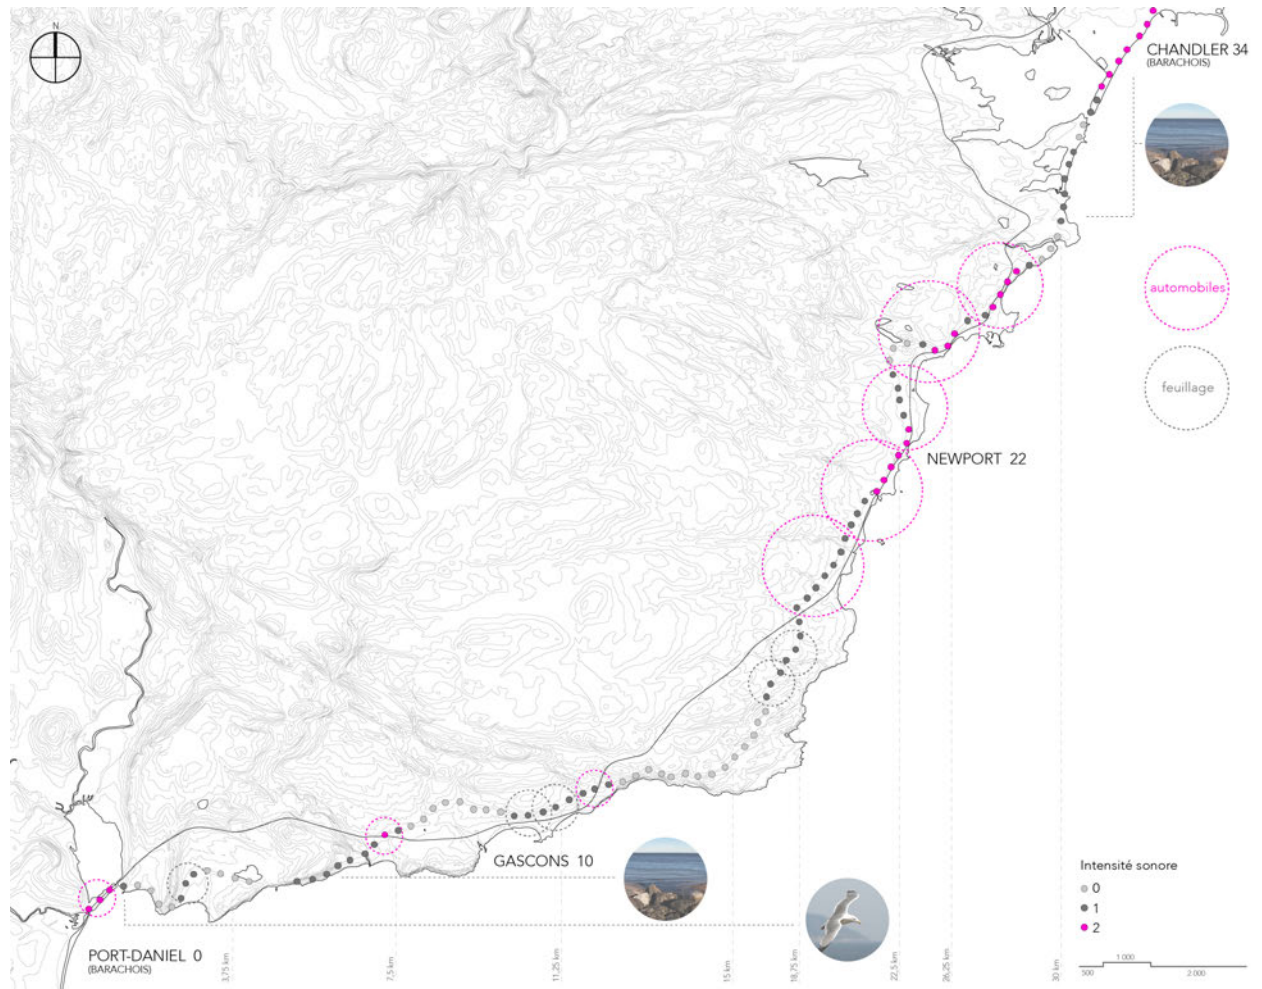 N
CHANDLER 34
(BARACHOIS)
automobiles
feuillage
NEWPORT 22
GASCONS 10
PORT-DANIEL 0
(BARACHOIS)
3,75 km
7,5 km
11,25 km
15 km
18,75 km
22,5 km
26,25 km
30 km
Intensité sonore
0
1
2
1 000
500
2 000